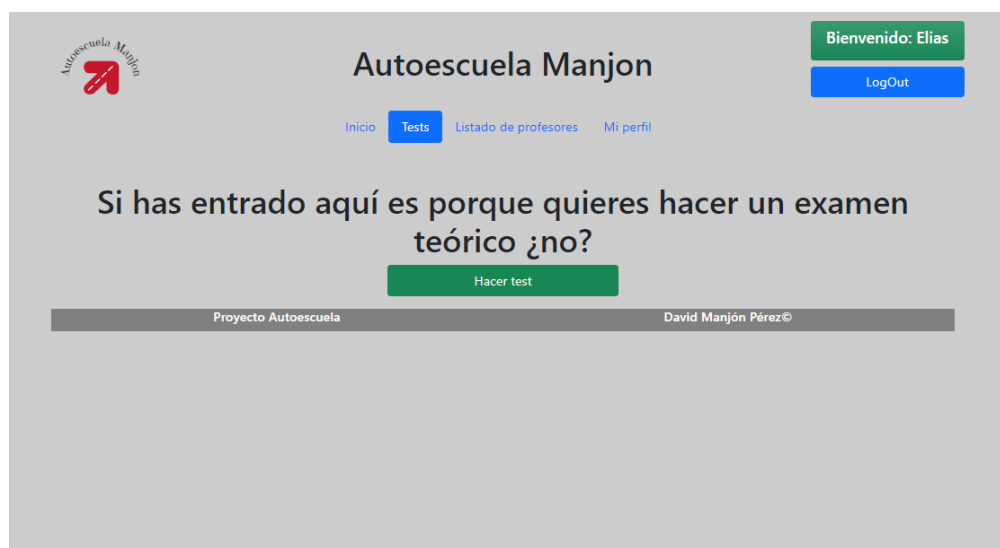 Autoescuela Manjon
Autoescuela Manjon
Bienvenido: Elias
LogOut
Inicio Tests Listado de profesores Mi perfil
Si has entrado aquí es porque quieres hacer un examen
teórico ¿no?
Hacer test
Proyecto Autoescuela David Manjón Pérez©